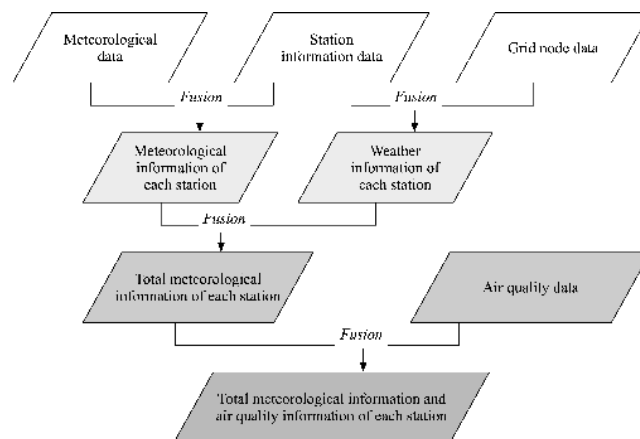 Meteorological
data
Station
information data
Grid node data
Fusion
Fusion
Meteorological
information of
each station
Weather
information of
each station
Fusion
Total meteorological
information of each station
Air quality data
Fusion
Total meteorological information and
air quality information of each station